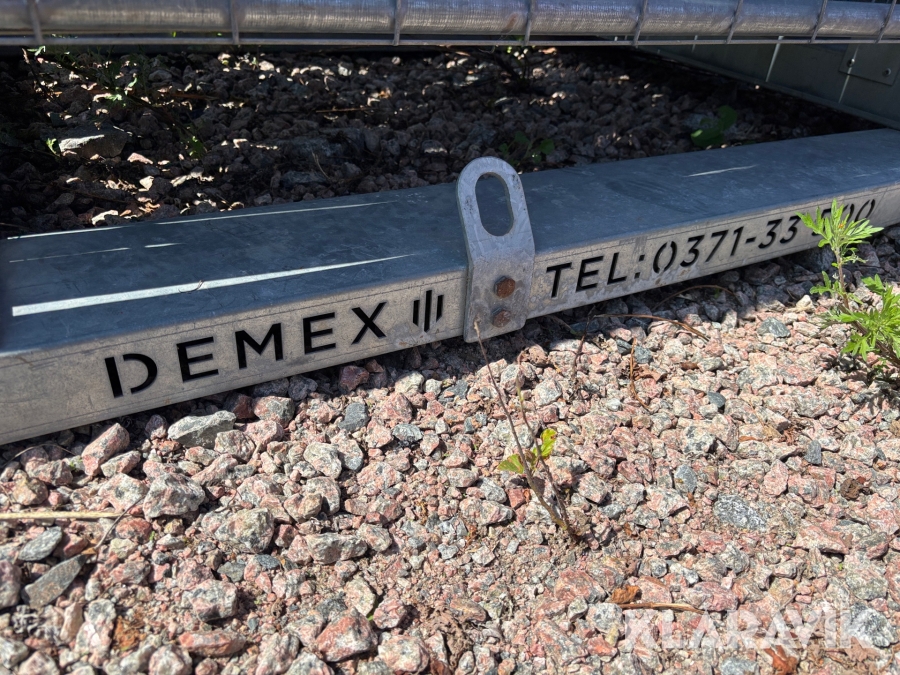 DEMEX
TEL: 0371-33
KLARAVIK